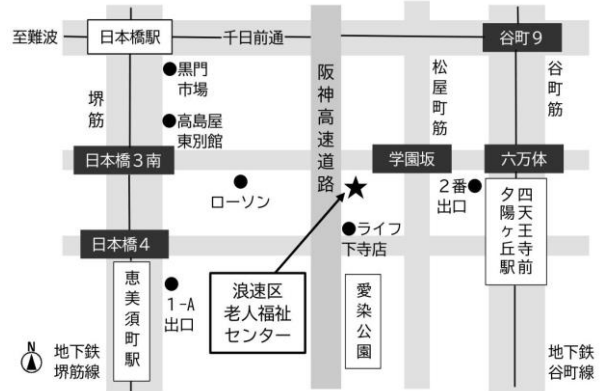 至難波
日本橋駅
千日前通
谷町9
黒門
市場
堺筋
高島屋
東別館
阪神高速道路
松屋町筋
谷町筋
日本橋3南
学園坂
六万体
ローソン
2番
出口
四天王寺前
夕陽ヶ丘駅
ライフ
下寺店
日本橋4
恵美須町駅
1-A
出口
浪速区
老人福祉
センター
愛染公園
N
地下鉄
堺筋線
地下鉄
谷町線